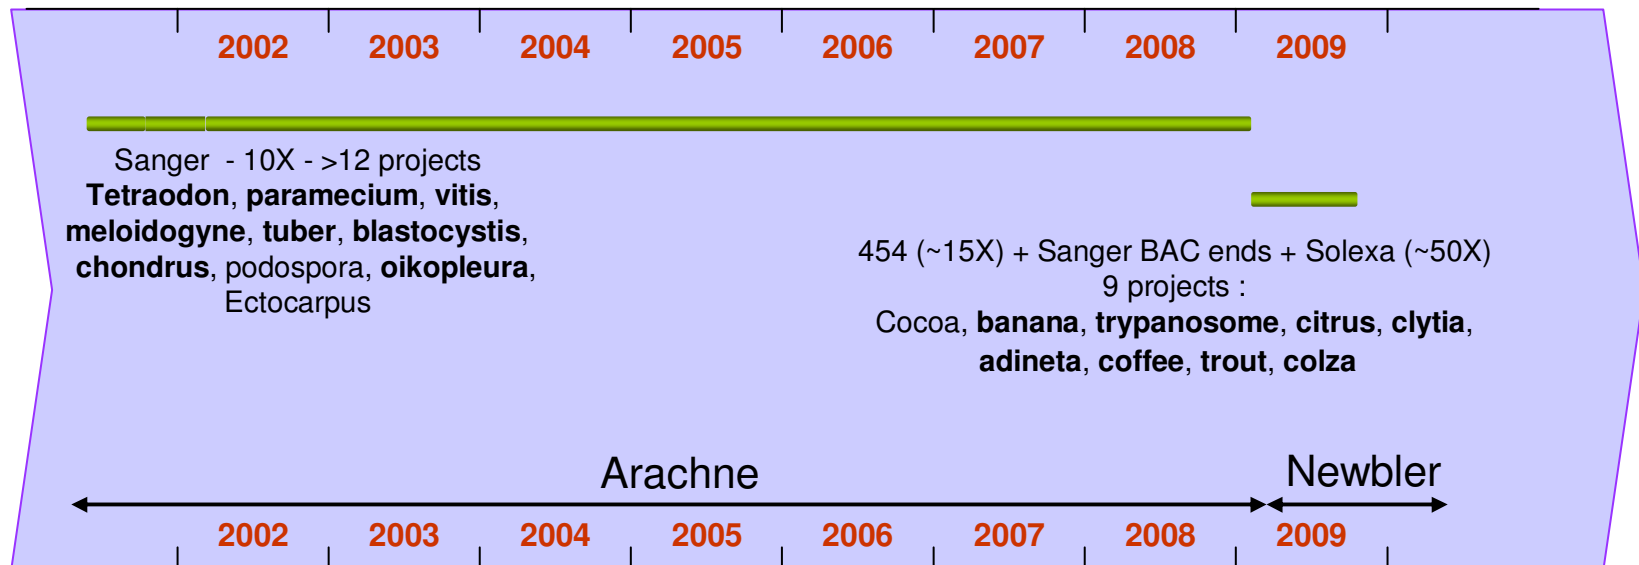 2002 2003 2004 2005 2006 2007 2008 2009
Sanger - 10X - >12 projects
Tetraodon, paramecium, vitis,
meloidogyne, tuber, blastocystis,
chondrus, podospora, oikopleura,
Ectocarpus
454 (~15X) + Sanger BAC ends + Solexa (~50X)
9 projects :
Cocoa, banana, trypanosome, citrus, clytia,
adineta, coffee, trout, colza
Arachne Newbler
2002 2003 2004 2005 2006 2007 2008 2009